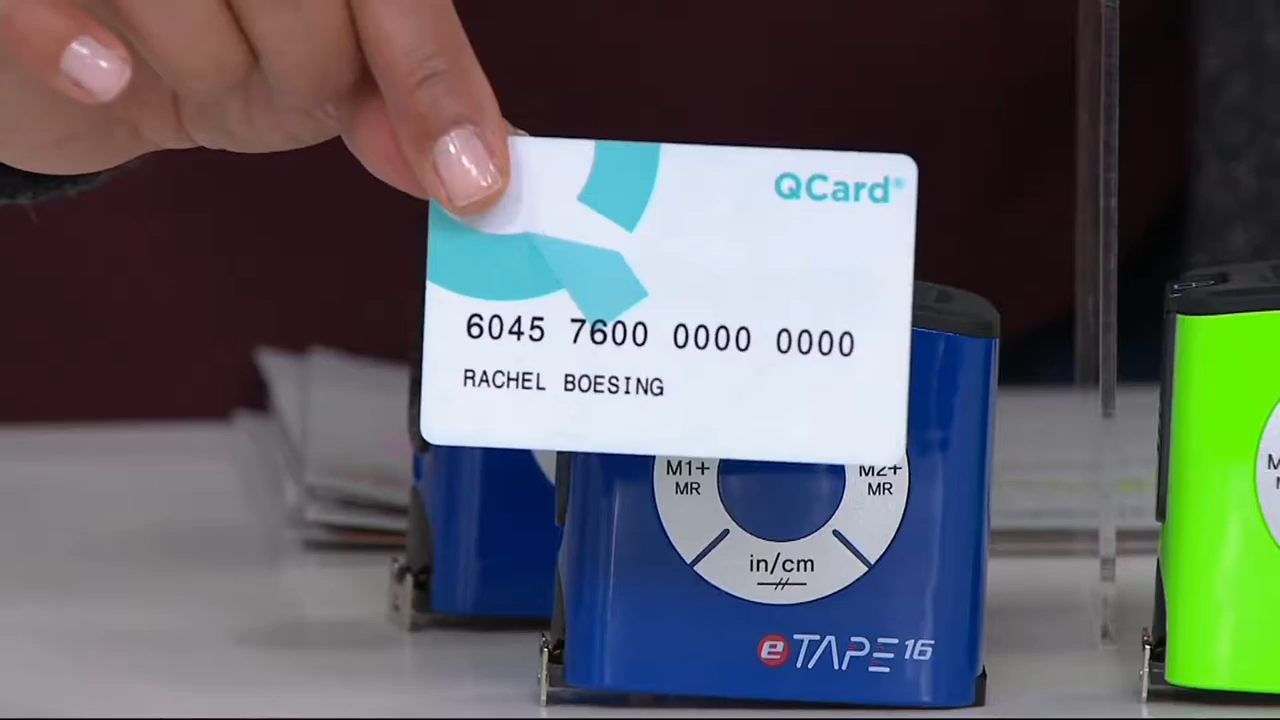 QCard®
6045 7600 0000 0000
RACHEL BOESING
M1+
MR
M2+
MR
in/cm
eTAPE16